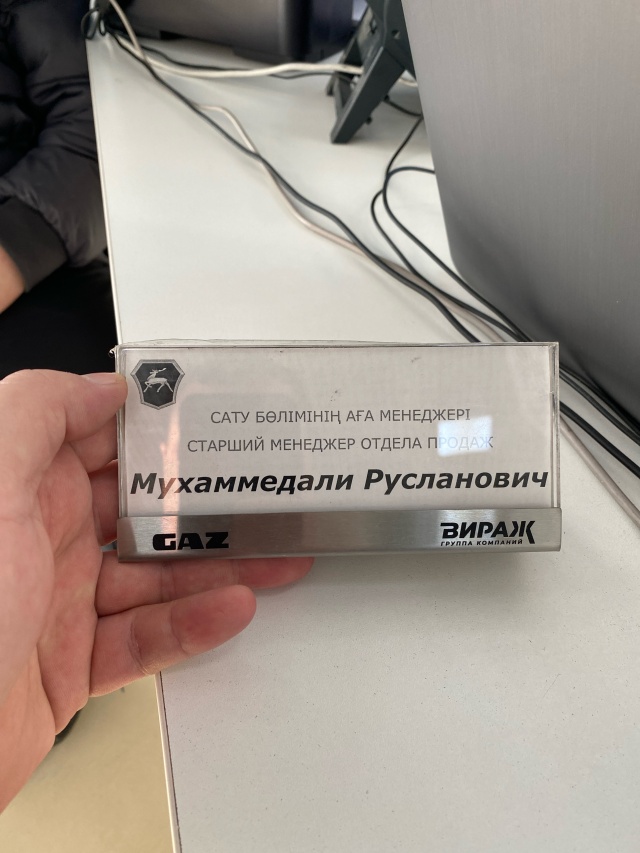 САТУ БӨЛІМІНІҢ АҒА МЕНЕДЖЕРІ
СТАРШИЙ МЕНЕДЖЕР ОТДЕЛА ПРОДАЖ
Мухаммедали Русланович
GAZ
ВИРАЖ
ГРУППА КОМПАНИЙ